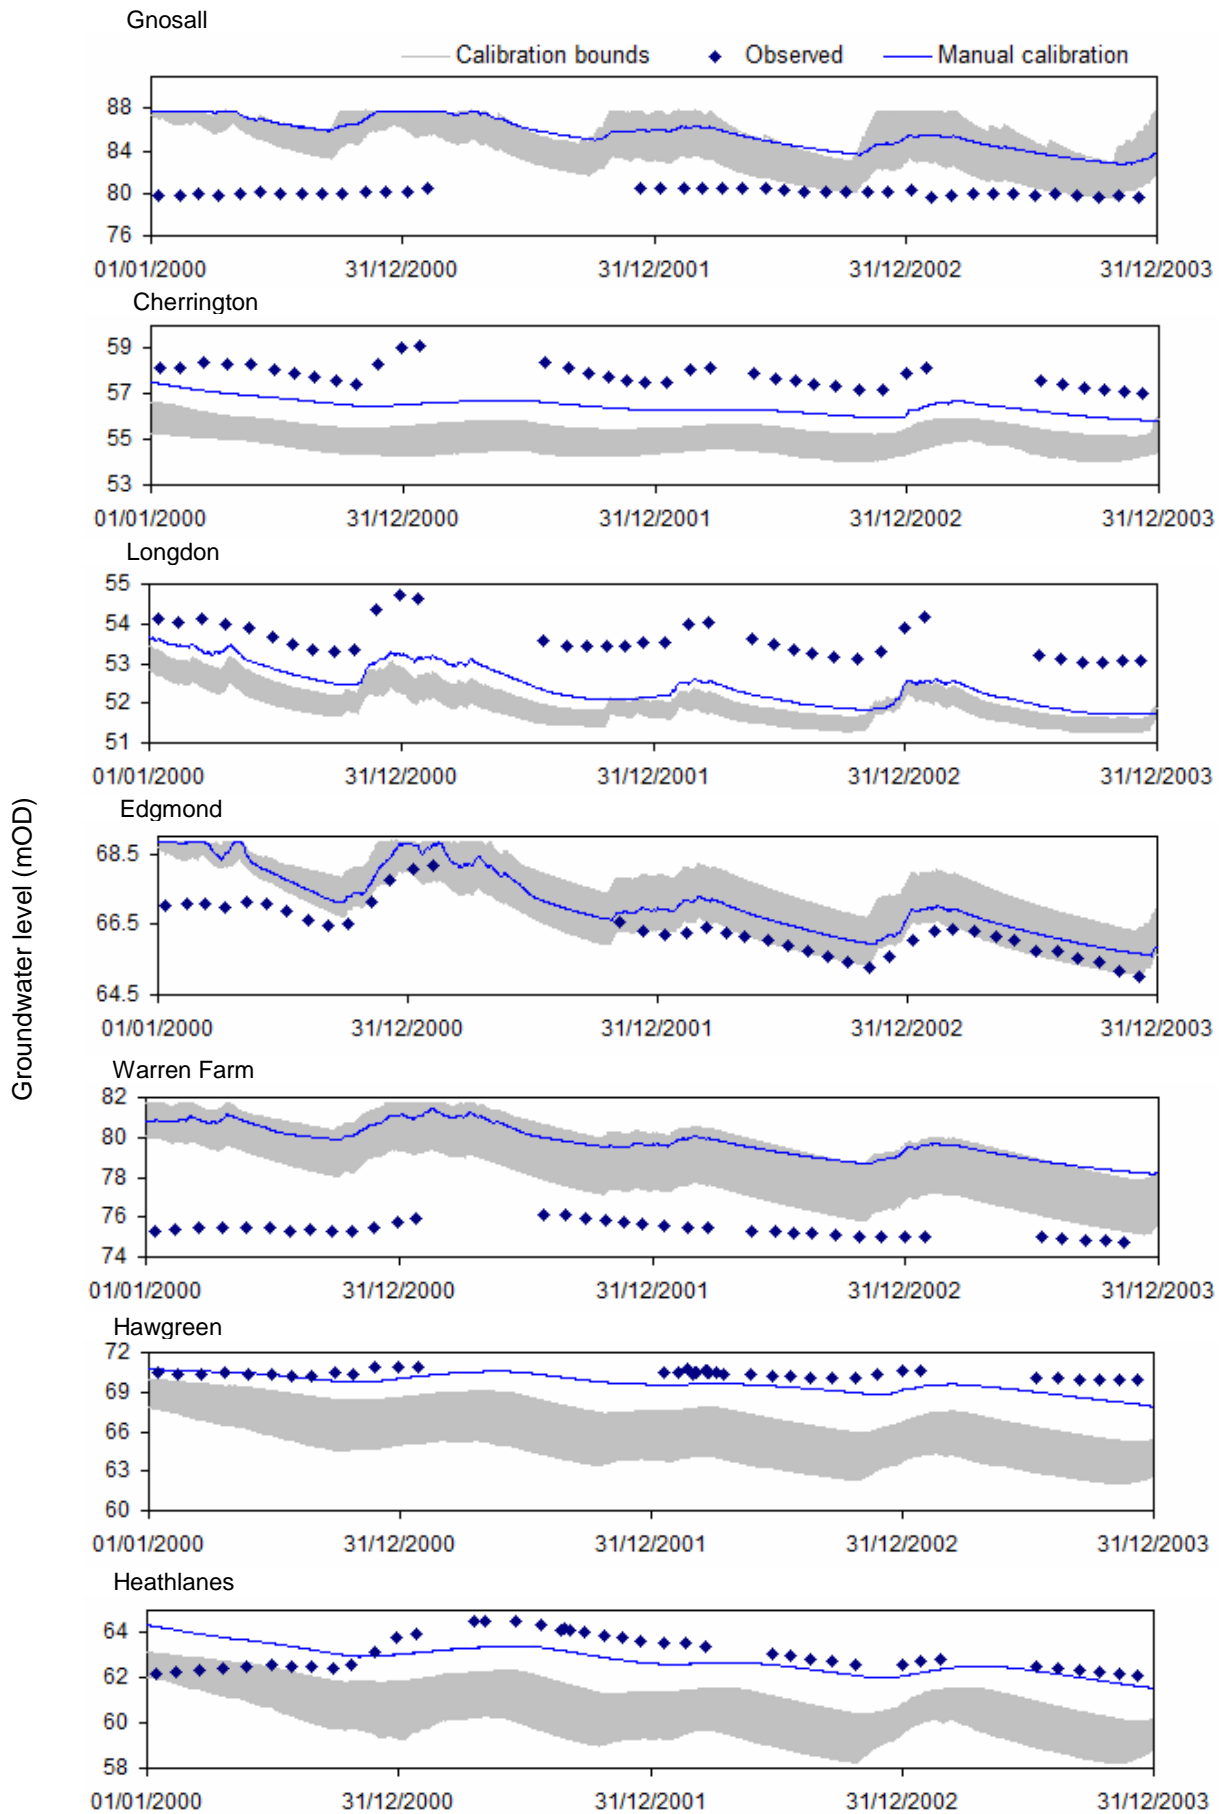 Gnosall
Calibration bounds Observed Manual calibration
88
84
80
76
01/01/2000 31/12/2000 31/12/2001 31/12/2002 31/12/2003
Cherrington
59
57
55
53
01/01/2000 31/12/2000 31/12/2001 31/12/2002 31/12/2003
Longdon
55
54
53
52
51
01/01/2000 31/12/2000 31/12/2001 31/12/2002 31/12/2003
Groundwater level (mOD)
Edgmond
68.5
66.5
64.5
01/01/2000 31/12/2000 31/12/2001 31/12/2002 31/12/2003
Warren Farm
82
80
78
76
74
01/01/2000 31/12/2000 31/12/2001 31/12/2002 31/12/2003
Hawgreen
72
69
66
63
60
01/01/2000 31/12/2000 31/12/2001 31/12/2002 31/12/2003
Heathlanes
64
62
60
58
01/01/2000 31/12/2000 31/12/2001 31/12/2002 31/12/2003